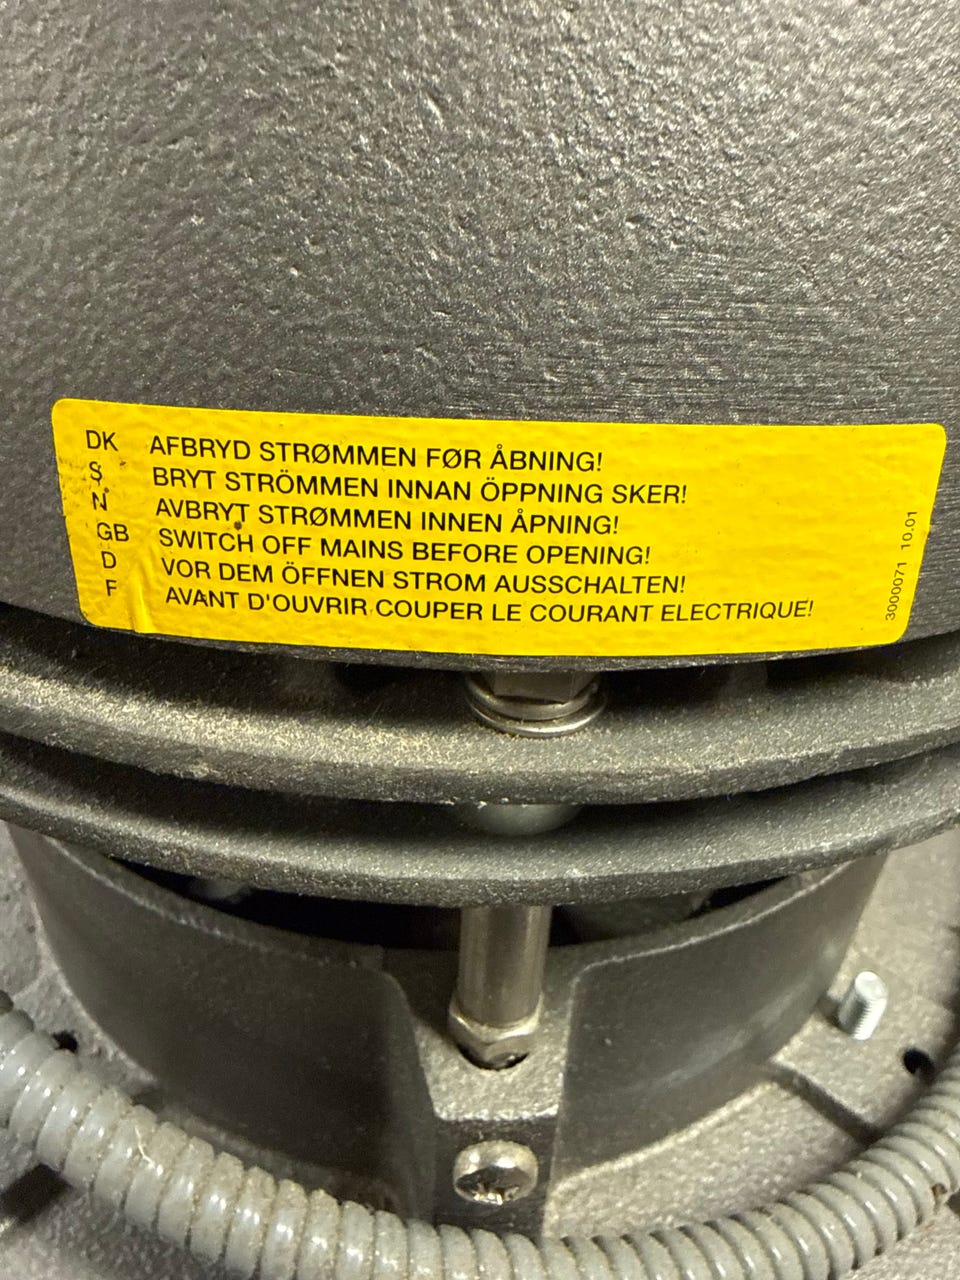 DK AFBRYD STRØMMEN FØR ÅBNING!
S BRYT STRÖMMEN INNAN ÖPPNING SKER!
N AVBRYT STRØMMEN INNEN ÅPNING!
GB SWITCH OFF MAINS BEFORE OPENING!
D VOR DEM ÖFFNEN STROM AUSSCHALTEN!
F AVANT D'OUVRIR COUPER LE COURANT ELECTRIQUE!
3000071 10.01